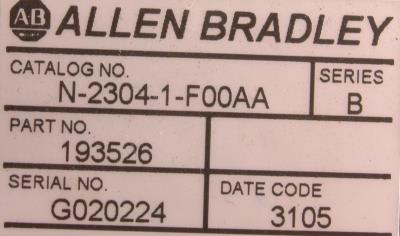 AB ALLEN BRADLEY
CATALOG NO. SERIES
N-2304-1-F00AA B
PART NO.
193526
SERIAL NO. DATE CODE
G020224 3105